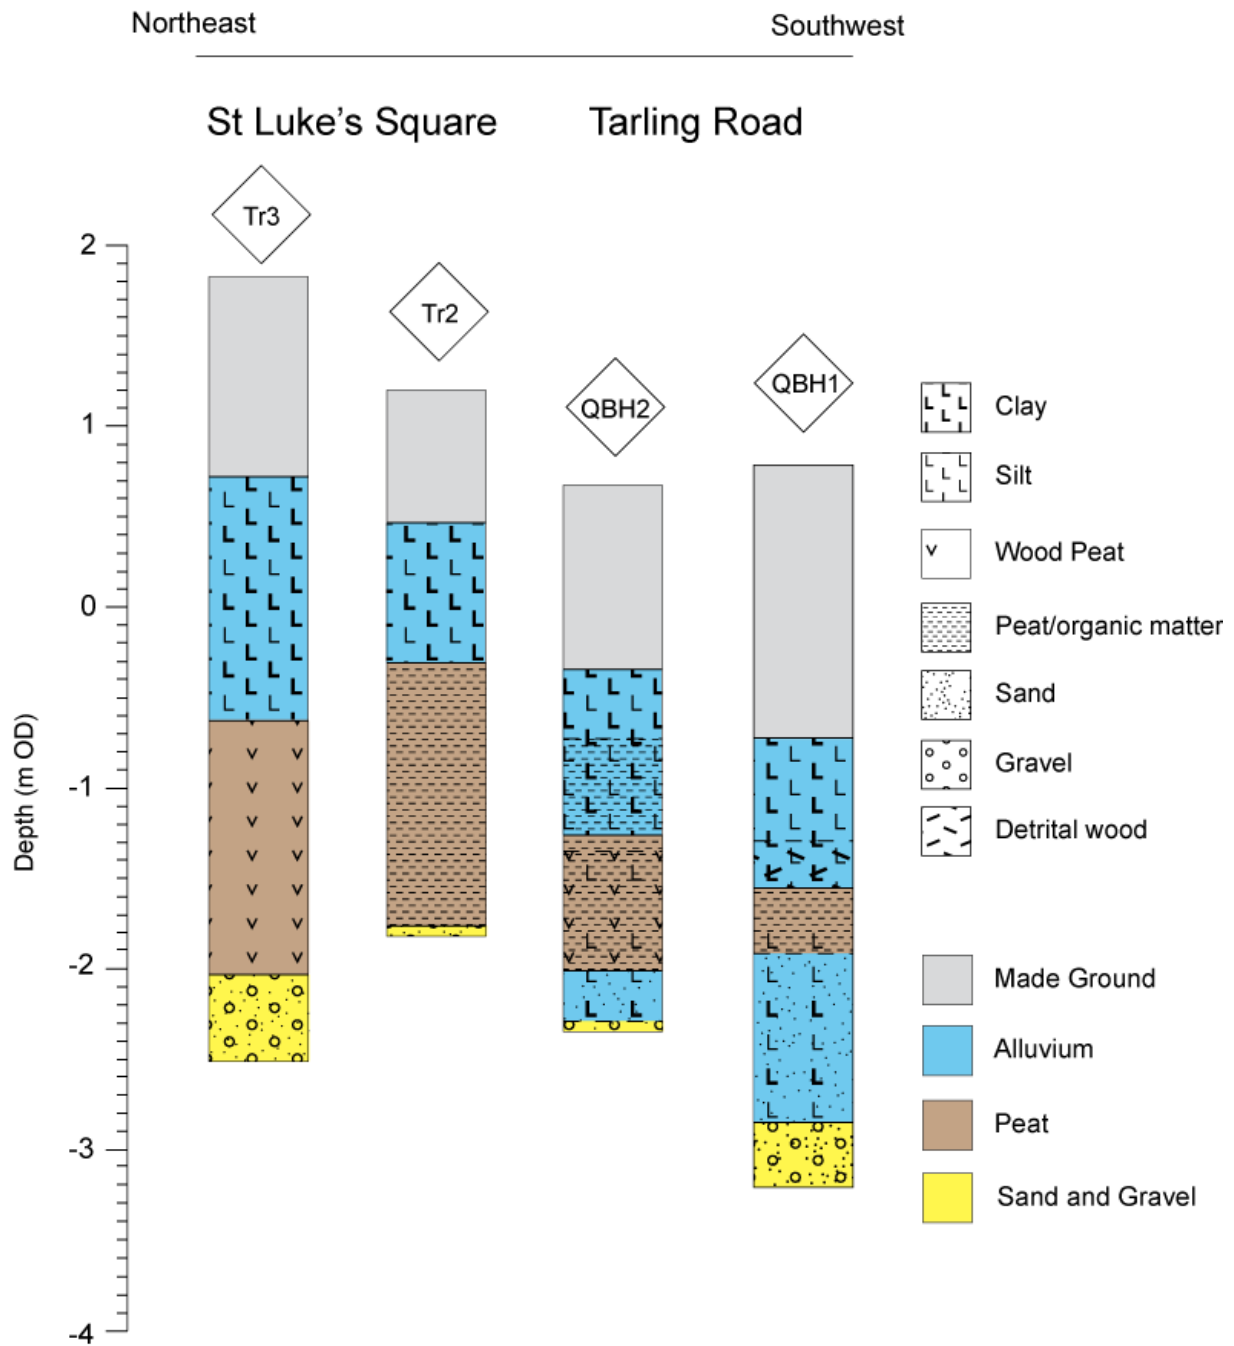 Northeast
Southwest
St Luke's Square
Tarling Road
Tr3
Tr2
QBH2
QBH1
2
1
0
-1
-2
-3
-4
Depth (m OD)
Clay
Silt
Wood Peat
Peat/organic matter
Sand
Gravel
Detrital wood
Made Ground
Alluvium
Peat
Sand and Gravel